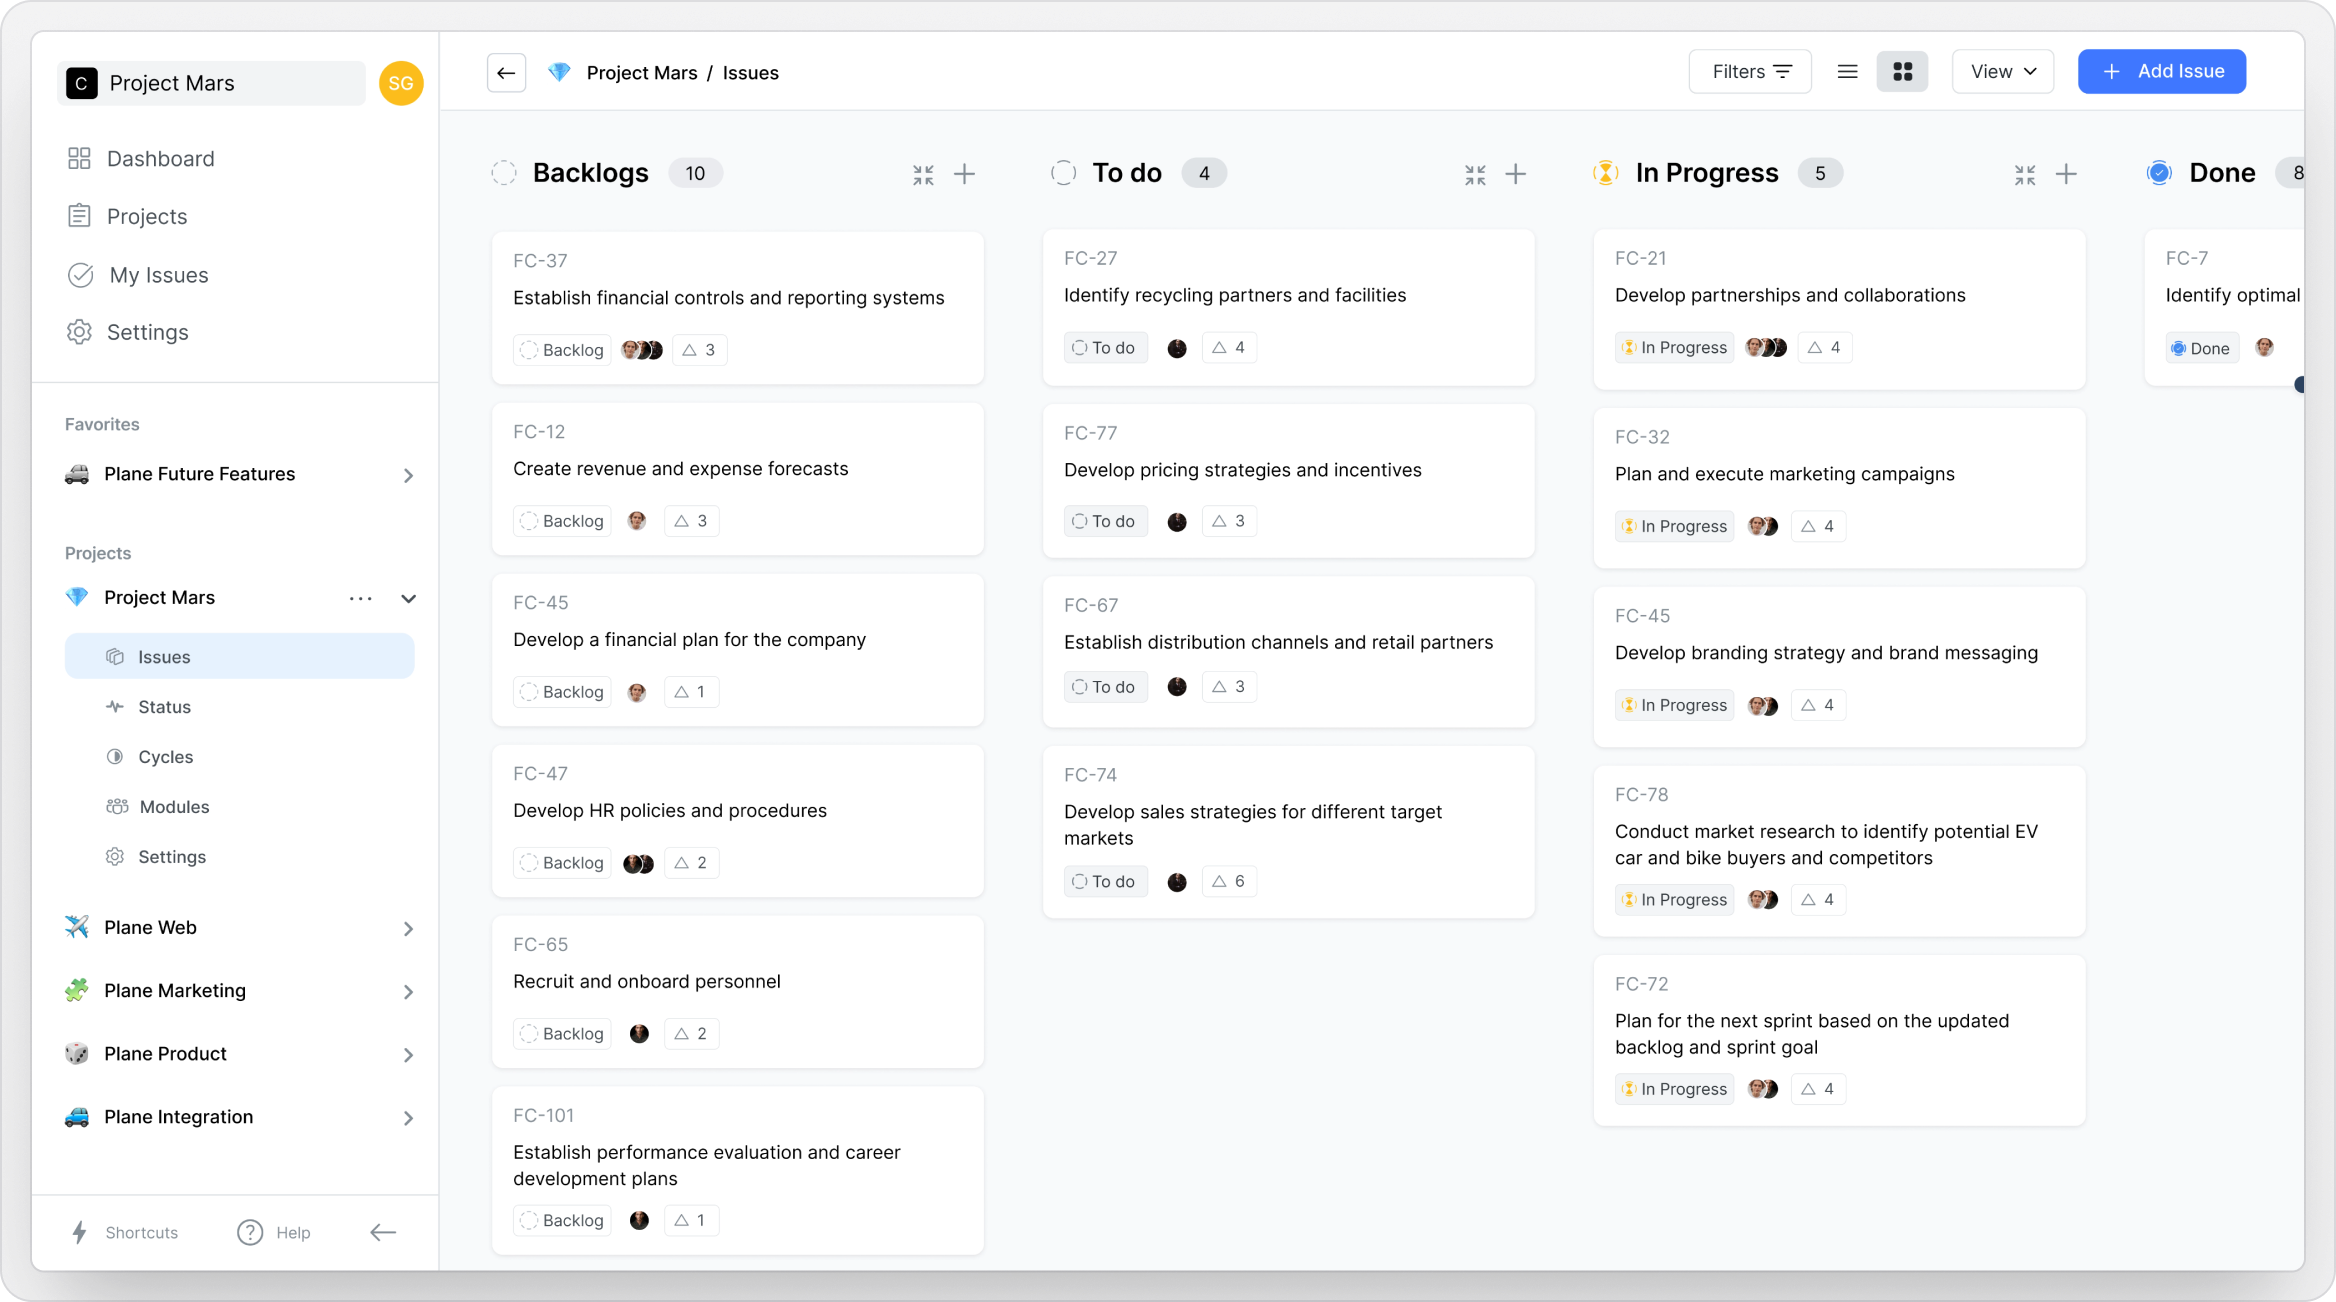 C Project Mars SG
Dashboard
Projects
My Issues
Settings
Favorites
Plane Future Features
Projects
Project Mars
Issues
Status
Cycles
Modules
Settings
Plane Web
Plane Marketing
Plane Product
Plane Integration
Shortcuts ? Help
Project Mars / Issues
Filters
View
+ Add Issue
Backlogs 10
FC-37
Establish financial controls and reporting systems
Backlog 3
FC-12
Create revenue and expense forecasts
Backlog 3
FC-45
Develop a financial plan for the company
Backlog 1
FC-47
Develop HR policies and procedures
Backlog 2
FC-65
Recruit and onboard personnel
Backlog 2
FC-101
Establish performance evaluation and career
development plans
Backlog 1
To do 4
FC-27
Identify recycling partners and facilities
To do 4
FC-77
Develop pricing strategies and incentives
To do 3
FC-67
Establish distribution channels and retail partners
To do 3
FC-74
Develop sales strategies for different target
markets
To do 6
In Progress 5
FC-21
Develop partnerships and collaborations
In Progress 4
FC-32
Plan and execute marketing campaigns
In Progress 4
FC-45
Develop branding strategy and brand messaging
In Progress 4
FC-78
Conduct market research to identify potential EV
car and bike buyers and competitors
In Progress 4
FC-72
Plan for the next sprint based on the updated
backlog and sprint goal
In Progress 4
Done 8
FC-7
Identify optimal
Done